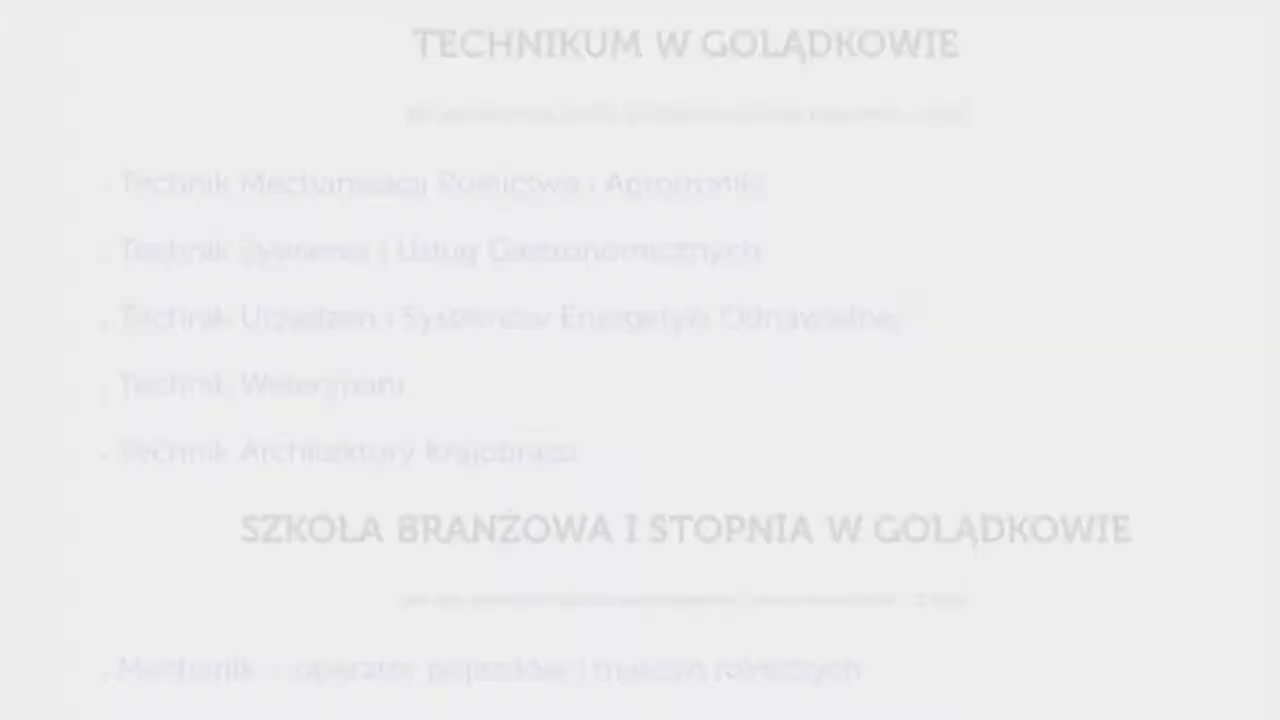 TECHNIKUM W GOLĄDKOWIE
- Technik Mechanizacji Rolnictwa i Agrotroniki
- Technik Żywienia i Usług Gastronomicznych
- Technik Urządzeń i Systemów Energetyki Odnawialnej
- Technik Weterynarii
- Technik Architektury Krajobrazu
SZKOŁA BRANŻOWA I STOPNIA W GOLĄDKOWIE
- Mechanik - operator pojazdów i maszyn rolniczych